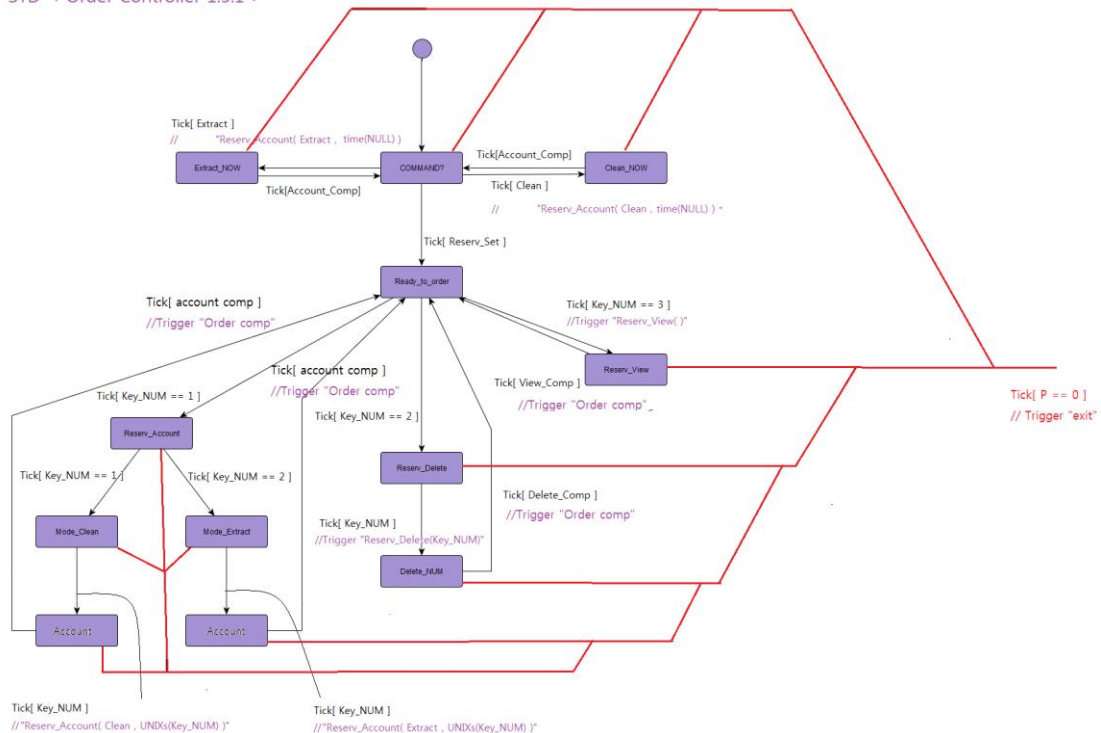 STD < Order Controller 1.3.1 >
Tick[ Extract ]
// "Reserv_Account( Extract , time(NULL) )
Extract_NOW
COMMAND?
Clean_NOW
Tick[Account_Comp]
Tick[Account_Comp]
Tick[ Clean ]
// "Reserv_Account( Clean , time(NULL) ) "
Tick[ Reserv_Set ]
Ready_to_order
Tick[ account comp ]
//Trigger "Order comp"
Tick[ Key_NUM == 3 ]
//Trigger "Reserv_View( )"
Reserv_View
Tick[ account comp ]
//Trigger "Order comp"
Tick[ View_Comp ]
//Trigger "Order comp"
Tick[ P == 0 ]
// Trigger "exit"
Tick[ Key_NUM == 1 ]
Tick[ Key_NUM == 2 ]
Reserv_Account
Reserv_Delete
Tick[ Key_NUM == 1 ]
Tick[ Key_NUM == 2 ]
Tick[ Delete_Comp ]
//Trigger "Order comp"
Mode_Clean
Mode_Extract
Tick[ Key_NUM ]
//Trigger "Reserv_Delete(Key_NUM)"
Delete_NUM
Account
Account
Tick[ Key_NUM ]
//"Reserv_Account( Clean , UNIXs(Key_NUM) )"
Tick[ Key_NUM ]
//"Reserv_Account( Extract , UNIXs(Key_NUM) )"